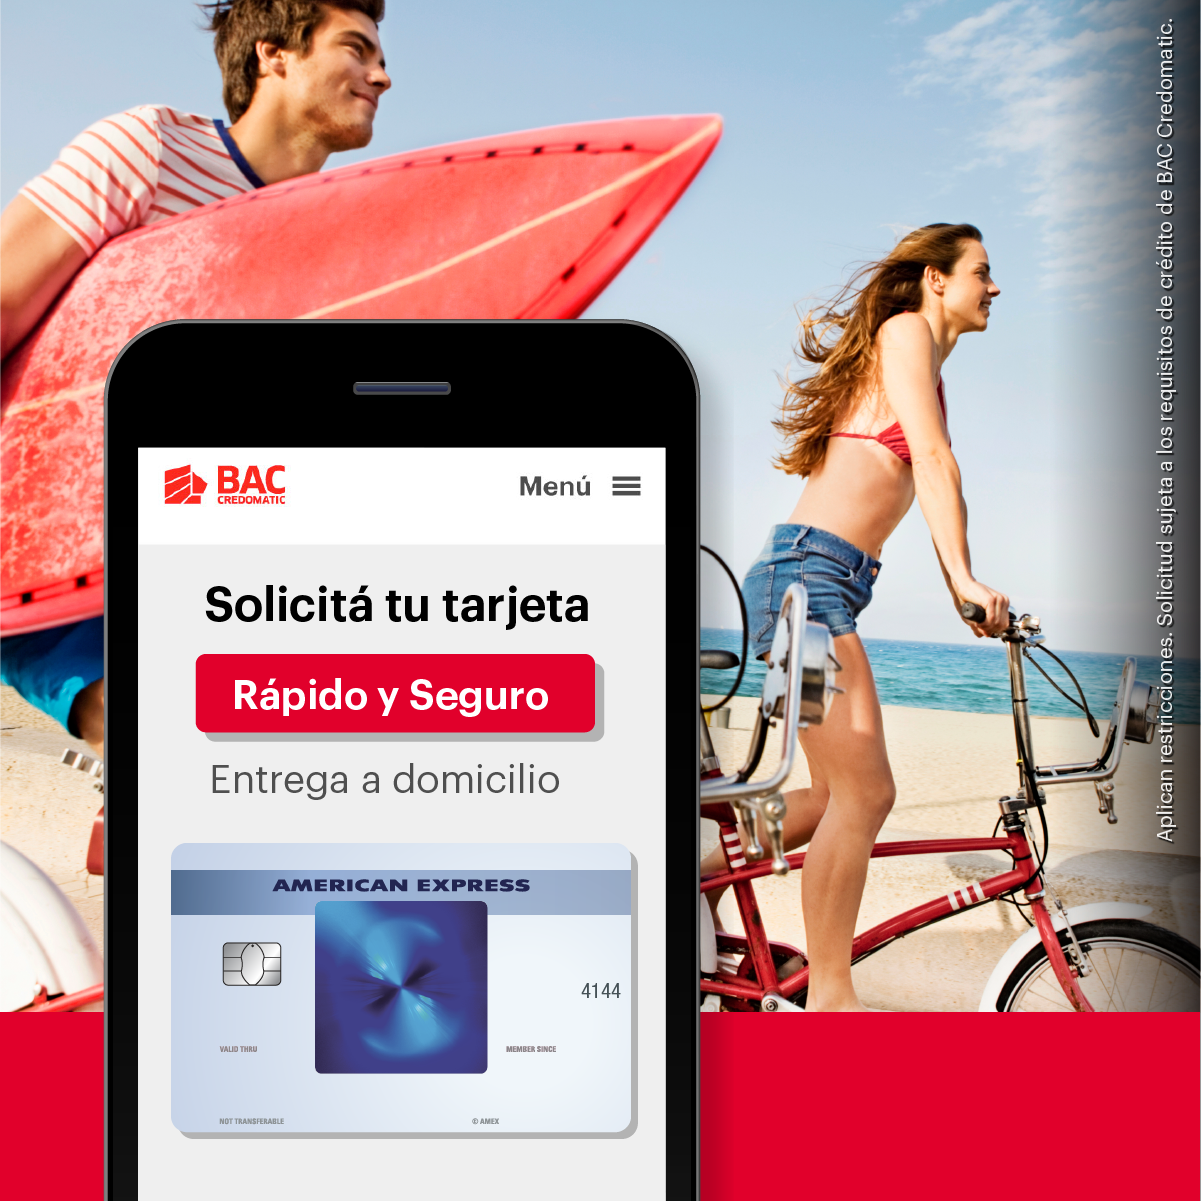 BAC
CREDOMATIC
Menú
Solicitá tu tarjeta
Rápido y Seguro
Entrega a domicilio
AMERICAN EXPRESS
4144
VALID THRU
MEMBER SINCE
NOT TRANSFERABLE
© AMEX
Aplican restricciones. Solicitud sujeta a los requisitos de crédito de BAC Credomatic.